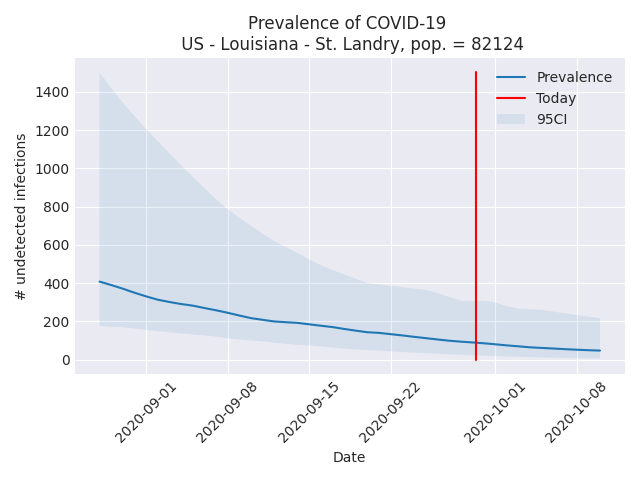 Prevalence of COVID-19
US - Louisiana - St. Landry, pop. = 82124
Prevalence
Today
95CI
# undetected infections
1400
1200
1000
800
600
400
200
0
2020-09-01
2020-09-08
2020-09-15
2020-09-22
2020-10-01
2020-10-08
Date